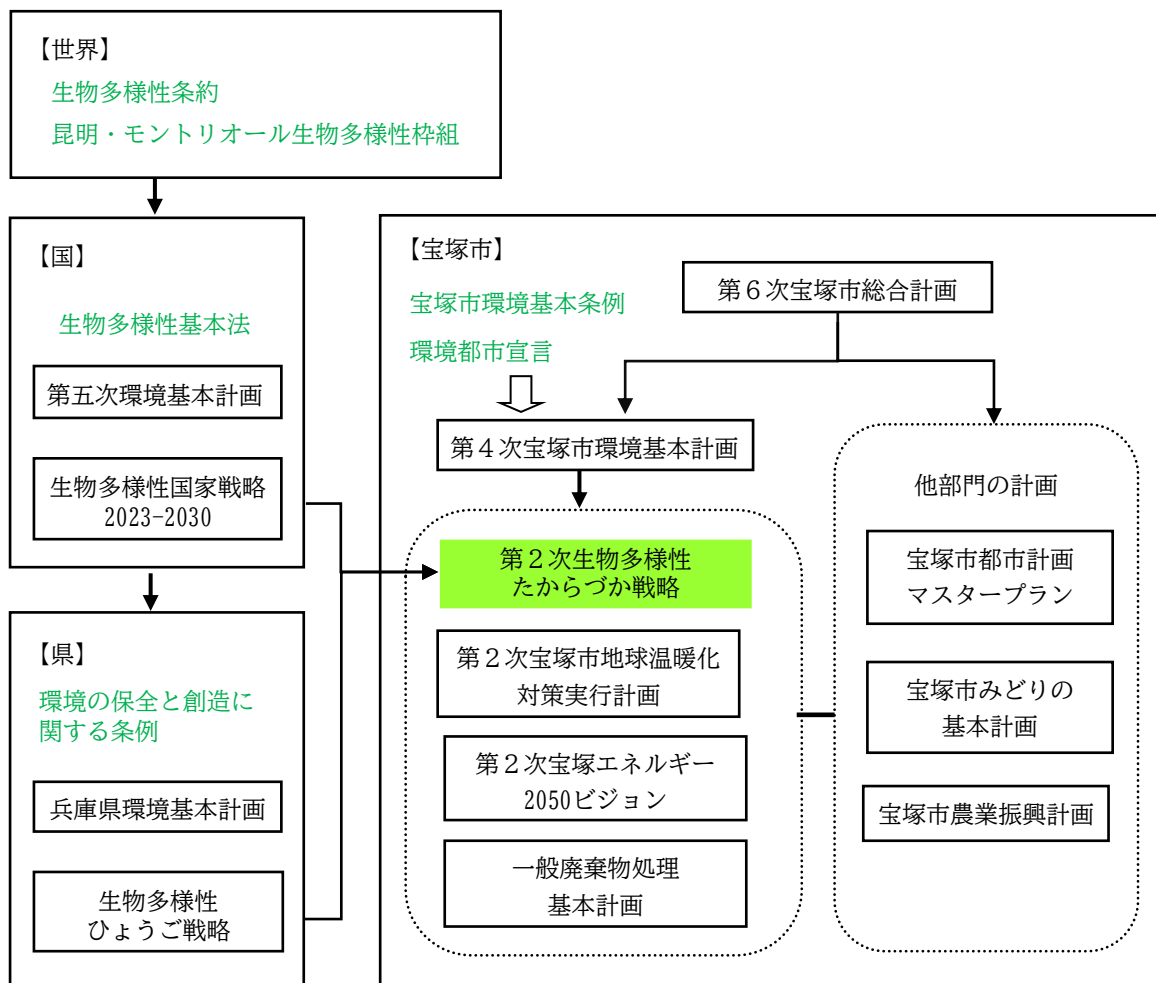 【世界】
生物多様性条約
昆明・モントリオール生物多様性枠組
【国】
生物多様性基本法
第五次環境基本計画
生物多様性国家戦略
2023-2030
【県】
環境の保全と創造に
関する条例
兵庫県環境基本計画
生物多様性
ひょうご戦略
【宝塚市】
宝塚市環境基本条例
環境都市宣言
第６次宝塚市総合計画
第４次宝塚市環境基本計画
第２次生物多様性
たからづか戦略
第２次宝塚市地球温暖化
対策実行計画
第２次宝塚エネルギー
2050ビジョン
一般廃棄物処理
基本計画
他部門の計画
宝塚市都市計画
マスタープラン
宝塚市みどりの
基本計画
宝塚市農業振興計画